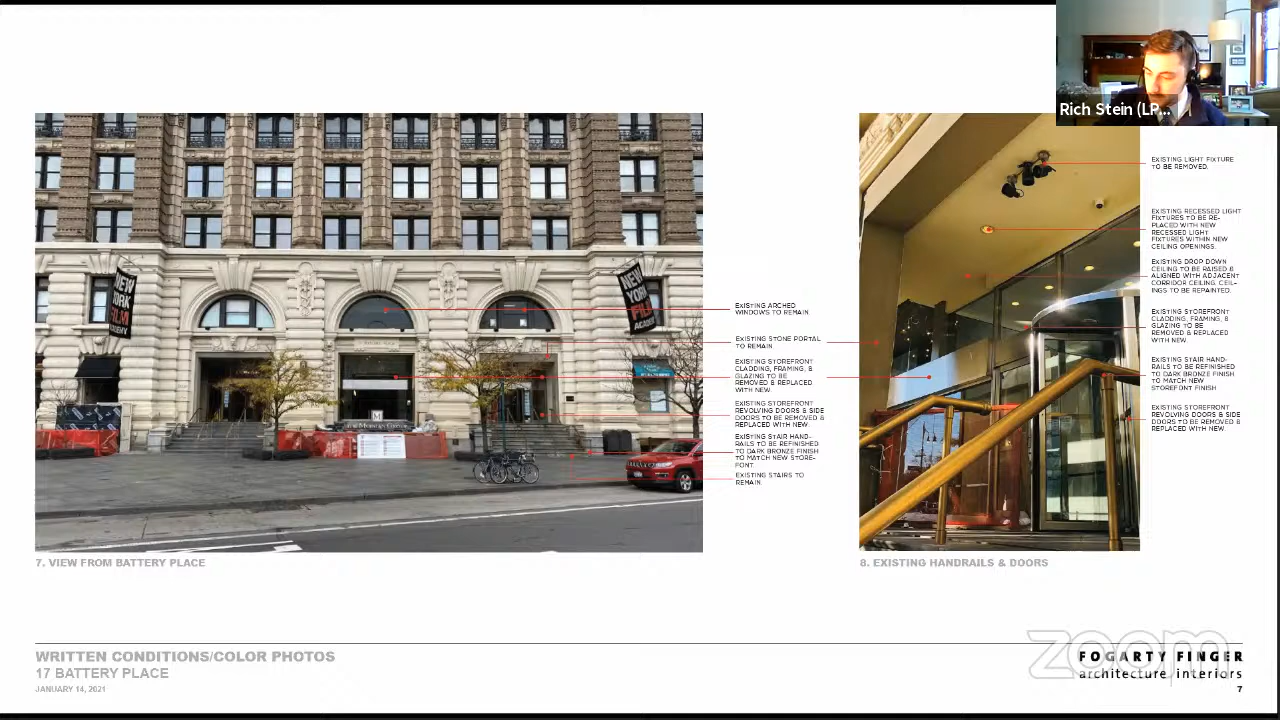 Rich Stein (LP...
NEW
YORK
FILM
ACADEMY
NEW
YORK
FILM
ACADEMY
M
EXISTING ARCHED
WINDOWS TO REMAIN.
EXISTING STONE PORTAL
TO REMAIN.
EXISTING STOREFRONT
CLADDING, FRAMING, &
GLAZING TO BE
REMOVED & REPLACED
WITH NEW.
EXISTING STOREFRONT
REVOLVING DOORS & SIDE
DOORS TO BE REMOVED &
REPLACED WITH NEW.
EXISTING STAIR HAND-
RAILS TO BE REFINISHED
TO DARK BRONZE FINISH
TO MATCH NEW STORE-
FONT
EXISTING STAIRS TO
REMAIN.
EXISTING LIGHT FIXTURE
TO BE REMOVED.
EXISTING RECESSED LIGHT
FIXTURES TO BE RE-
PLACED WITH NEW
RECESSED LIGHT
FIXTURES WITHIN NEW
CEILING OPENINGS.
EXISTING DROP DOWN
CEILING TO BE RAISED &
ALIGNED WITH ADJACENT
CORRIDOR CEILING. CEIL-
INGS TO BE REPAINTED.
EXISTING STOREFRONT
CLADDING, FRAMING, &
GLAZING TO BE
REMOVED & REPLACED
WITH NEW.
EXISTING STAIR HAND-
RAILS TO BE REFINISHED
TO DARK BRONZE FINISH
TO MATCH NEW
STOREFONT FINISH
EXISTING STOREFRONT
REVOLVING DOORS & SIDE
DOORS TO BE REMOVED &
REPLACED WITH NEW.
7. VIEW FROM BATTERY PLACE
8. EXISTING HANDRAILS & DOORS
WRITTEN CONDITIONS/COLOR PHOTOS
17 BATTERY PLACE
JANUARY 14, 2021
zoom
FOGARTY FINGER
architecture interiors
7